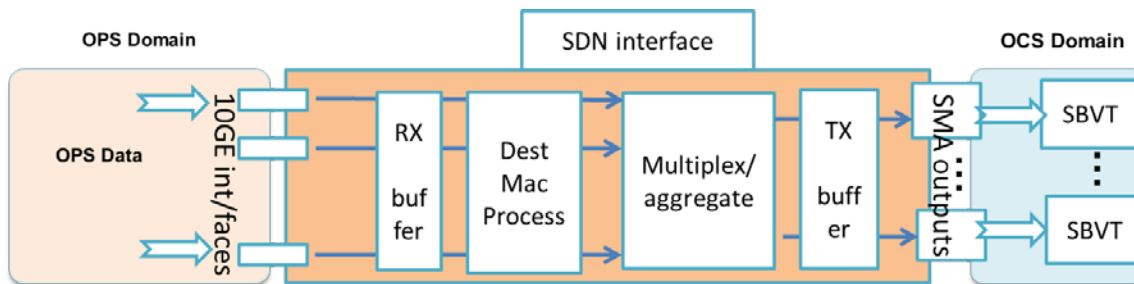 SDN interface
OPS Domain
OCS Domain
OPS Data
10GE int/faces
RX
buf
fer
Dest
Mac
Process
Multiplex/
aggregate
TX
buff
er
SMA outputs
SBVT
SBVT